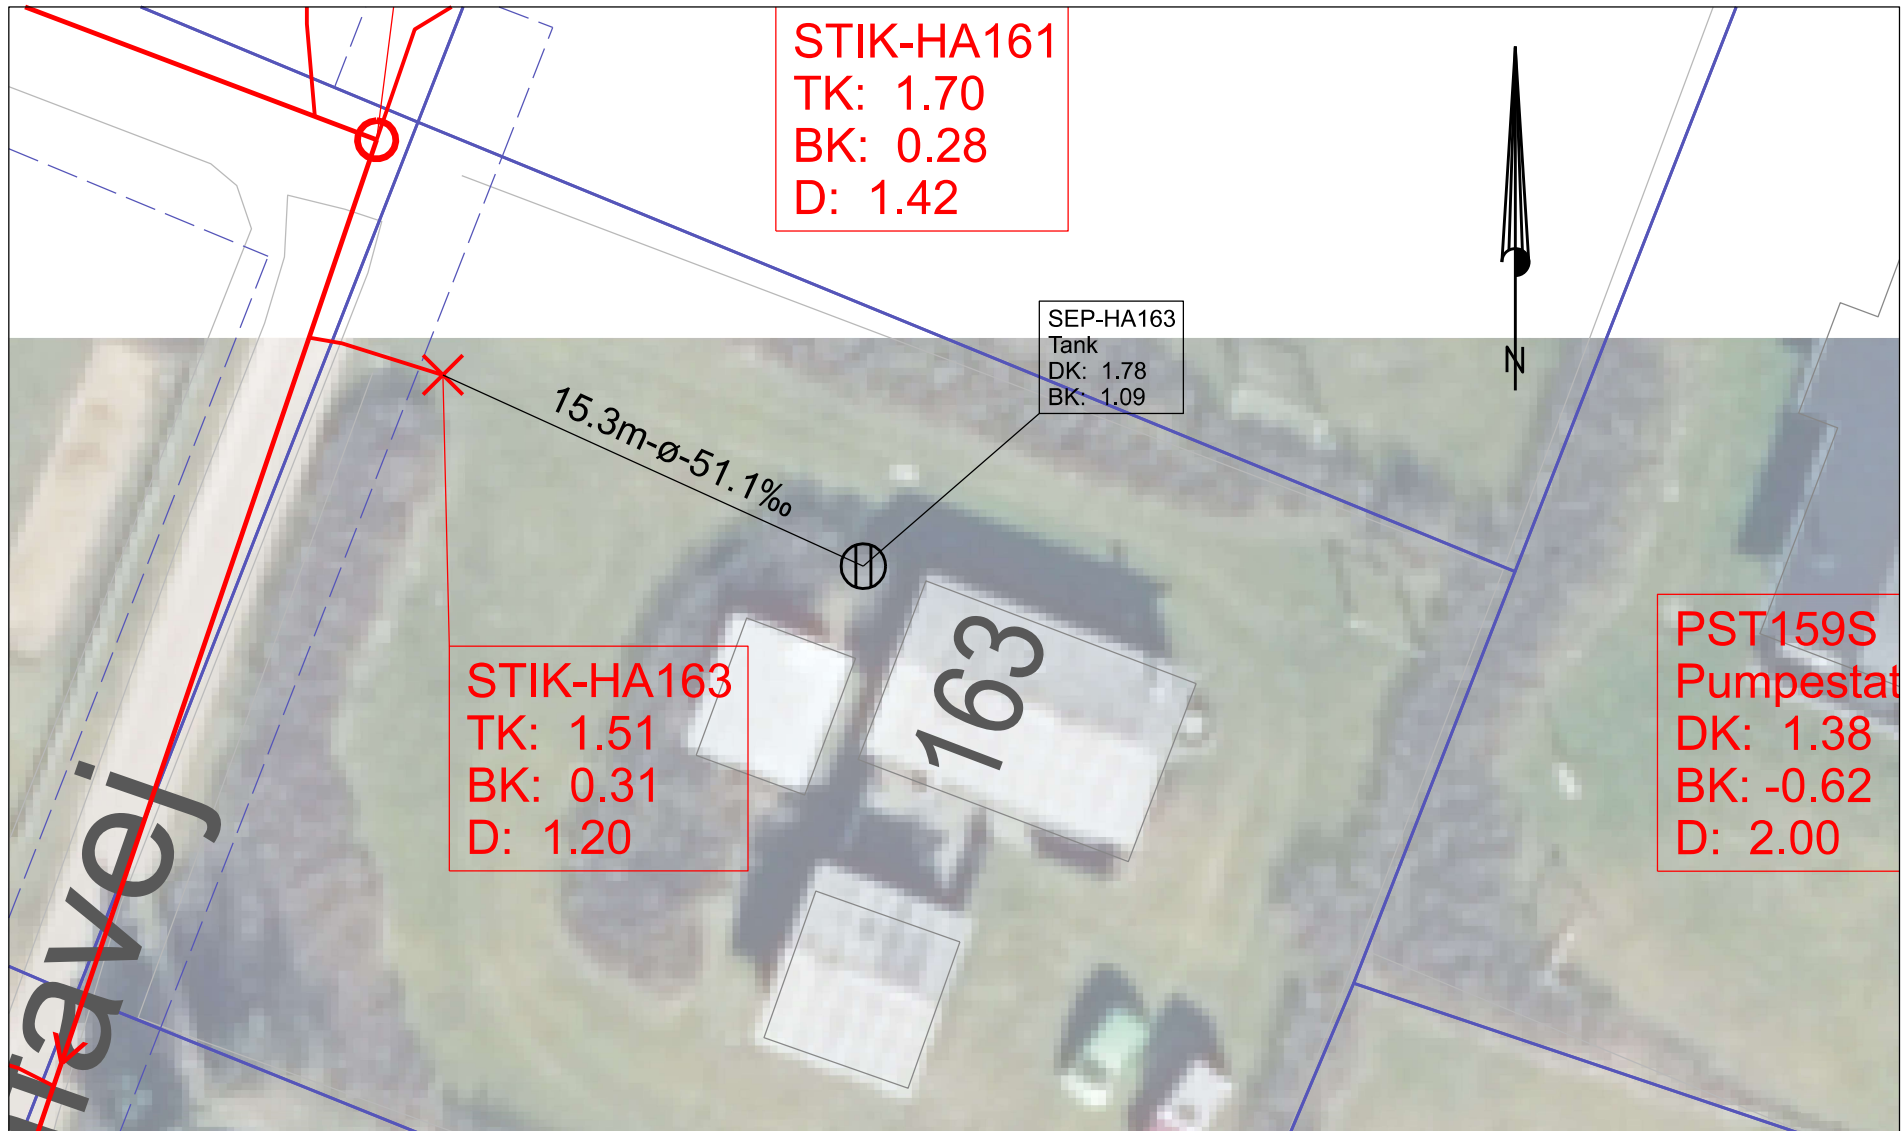 STIK-HA161
TK: 1.70
BK: 0.28
D: 1.42
SEP-HA163
Tank
DK: 1.78
BK: 1.09
N
15.3m-ø-51.1‰
163
STIK-HA163
TK: 1.51
BK: 0.31
D: 1.20
PST159S
Pumpestat
DK: 1.38
BK: -0.62
D: 2.00